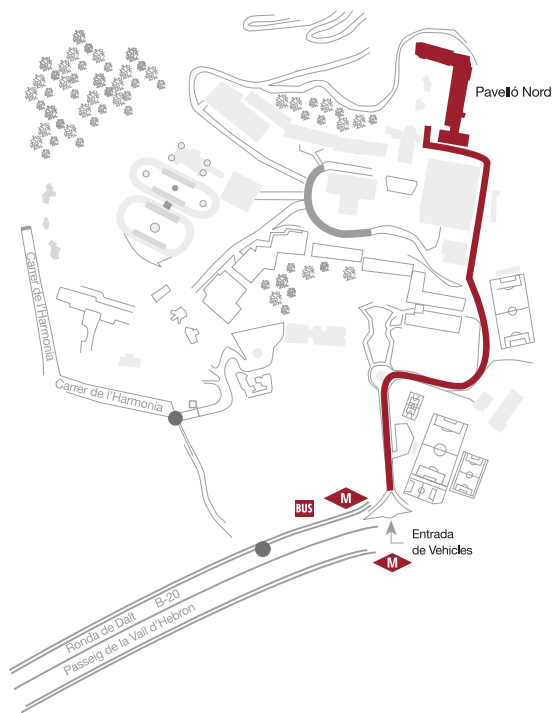 Pavelló Nord
Carrer de l'Harmonia
Carrer de l'Harmonia
M
BUS
Entrada
de Vehicles
M
Ronda de Dalt B-20
Passeig de la Vall d'Hebron